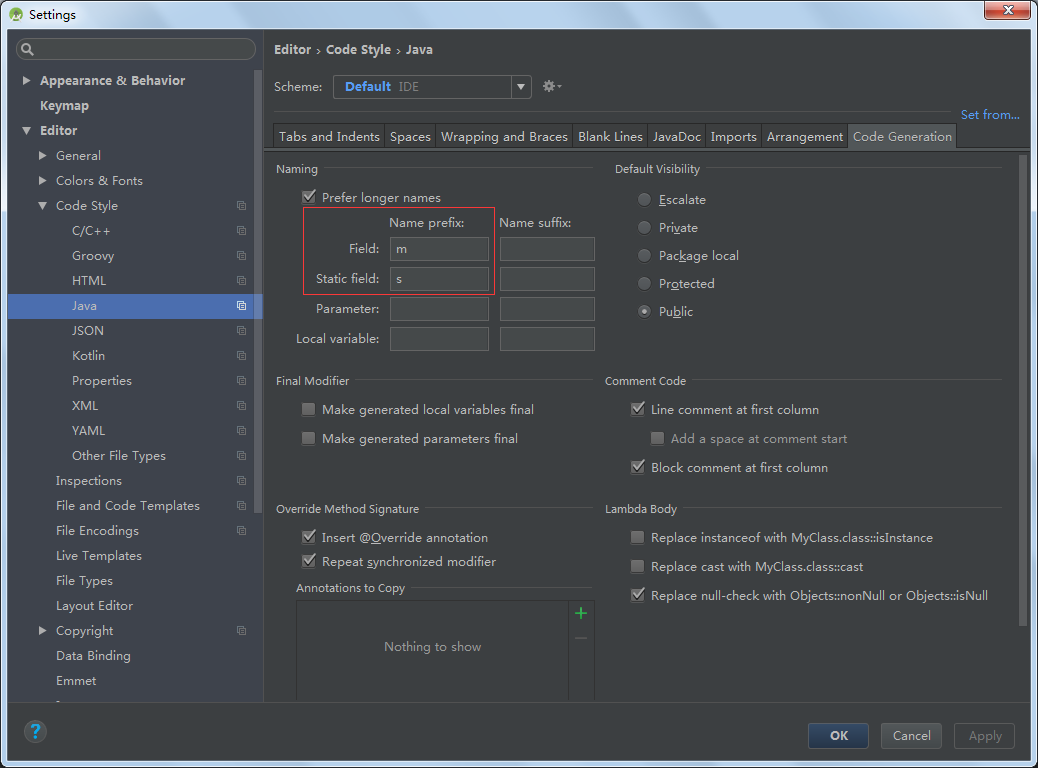 Settings
Appearance & Behavior
Keymap
Editor
General
Colors & Fonts
Code Style
C/C++
Groovy
HTML
Java
JSON
Kotlin
Properties
XML
YAML
Other File Types
Inspections
File and Code Templates
File Encodings
Live Templates
File Types
Layout Editor
Copyright
Data Binding
Emmet
Editor › Code Style › Java
Scheme: Default IDE
Set from...
Tabs and Indents Spaces Wrapping and Braces Blank Lines JavaDoc Imports Arrangement Code Generation
Naming
Prefer longer names
Name prefix: Name suffix:
Field: m
Static field: s
Parameter:
Local variable:
Default Visibility
Escalate
Private
Package local
Protected
Public
Final Modifier
Make generated local variables final
Make generated parameters final
Comment Code
Line comment at first column
Add a space at comment start
Block comment at first column
Override Method Signature
Insert @Override annotation
Repeat synchronized modifier
Annotations to Copy
Nothing to show
Lambda Body
Replace instanceof with MyClass.class::isInstance
Replace cast with MyClass.class::cast
Replace null-check with Objects::nonNull or Objects::isNull
?
OK Cancel Apply